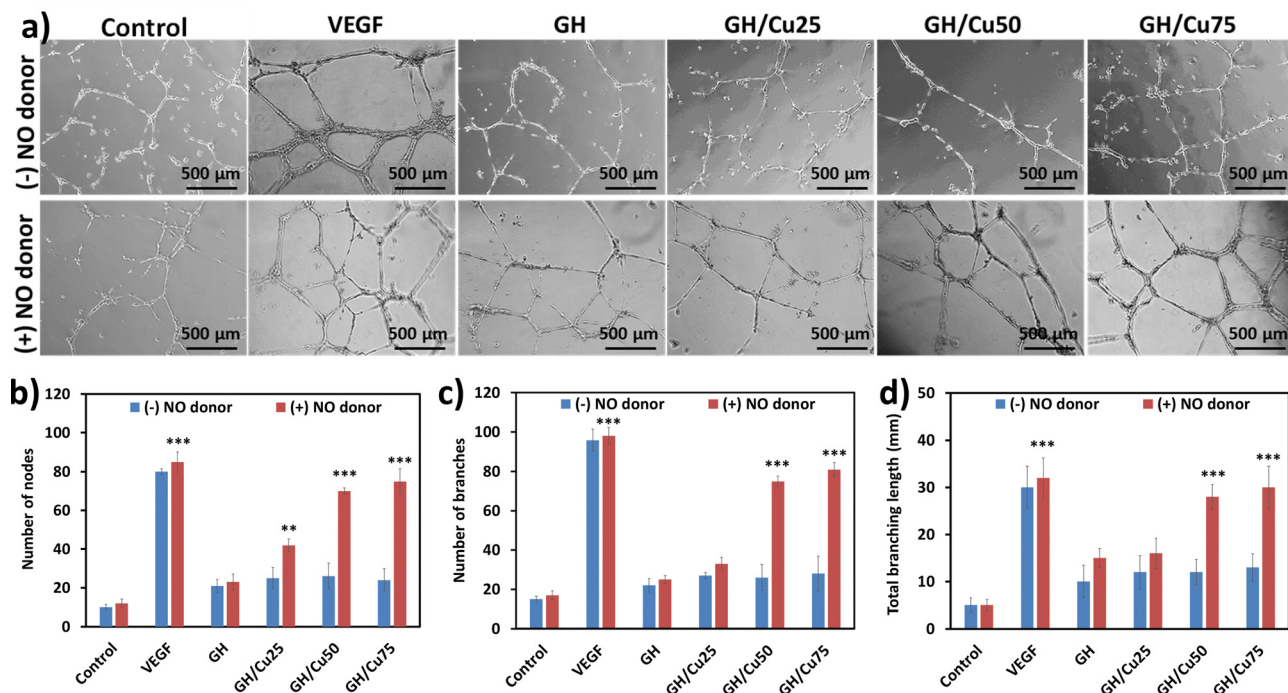 a)
Control VEGF GH GH/Cu25 GH/Cu50 GH/Cu75
(-) NO donor
500 μm 500 μm 500 μm 500 μm 500 μm 500 μm
(+) NO donor
500 μm 500 μm 500 μm 500 μm 500 μm 500 μm
b)
Number of nodes
120
100
80
60
40
20
0
(-) NO donor (+) NO donor
***
**
***
***
Control VEGF GH GH/Cu25 GH/Cu50 GH/Cu75
c)
Number of branches
120
100
80
60
40
20
0
(-) NO donor (+) NO donor
***
***
***
Control VEGF GH GH/Cu25 GH/Cu50 GH/Cu75
d)
Total branching length (mm)
50
40
30
20
10
0
(-) NO donor (+) NO donor
***
***
***
Control VEGF GH GH/Cu25 GH/Cu50 GH/Cu75